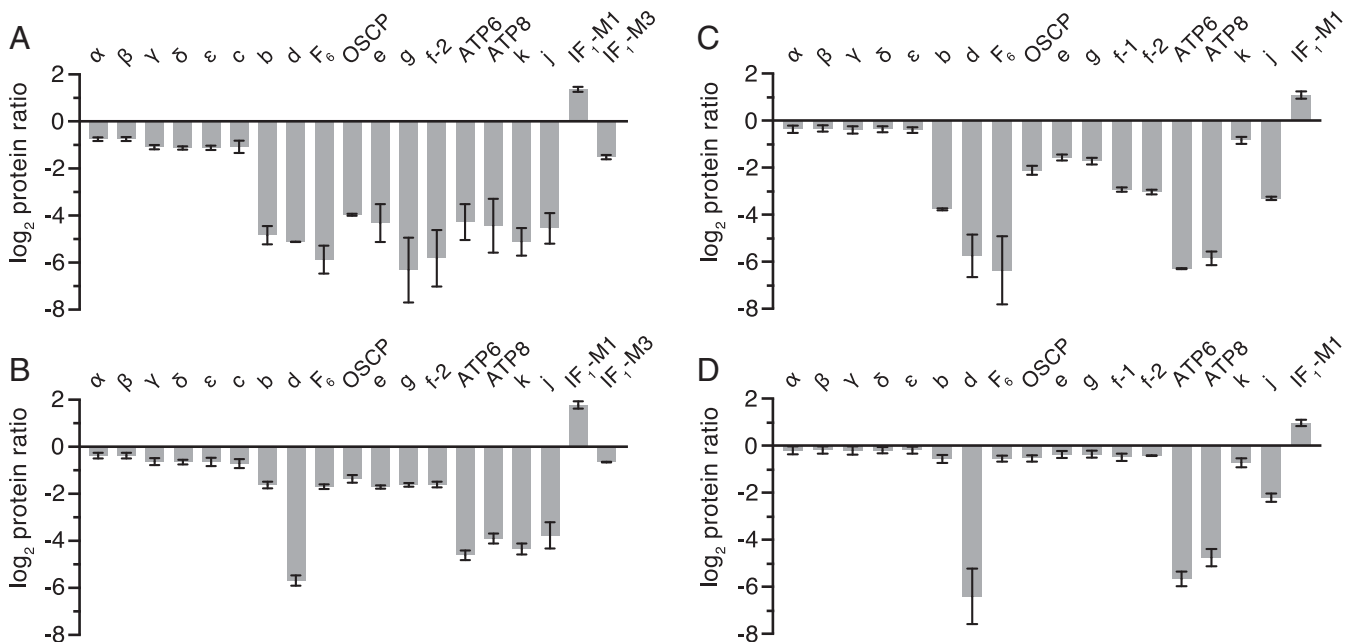 A
α β γ δ ε c b d F₆ OSCP e g f-2 ATP6 ATP8 k j IF₁-M1 IF₁-M3
log₂ protein ratio
2
0
-2
-4
-6
-8
B
α β γ δ ε c b d F₆ OSCP e g f-2 ATP6 ATP8 k j IF₁-M1 IF₁-M3
log₂ protein ratio
2
0
-2
-4
-6
-8
C
α β γ δ ε b d F₆ OSCP e g f-1 f-2 ATP6 ATP8 k j IF₁-M1
log₂ protein ratio
2
0
-2
-4
-6
-8
D
α β γ δ ε b d F₆ OSCP e g f-1 f-2 ATP6 ATP8 k j IF₁-M1
log₂ protein ratio
2
0
-2
-4
-6
-8